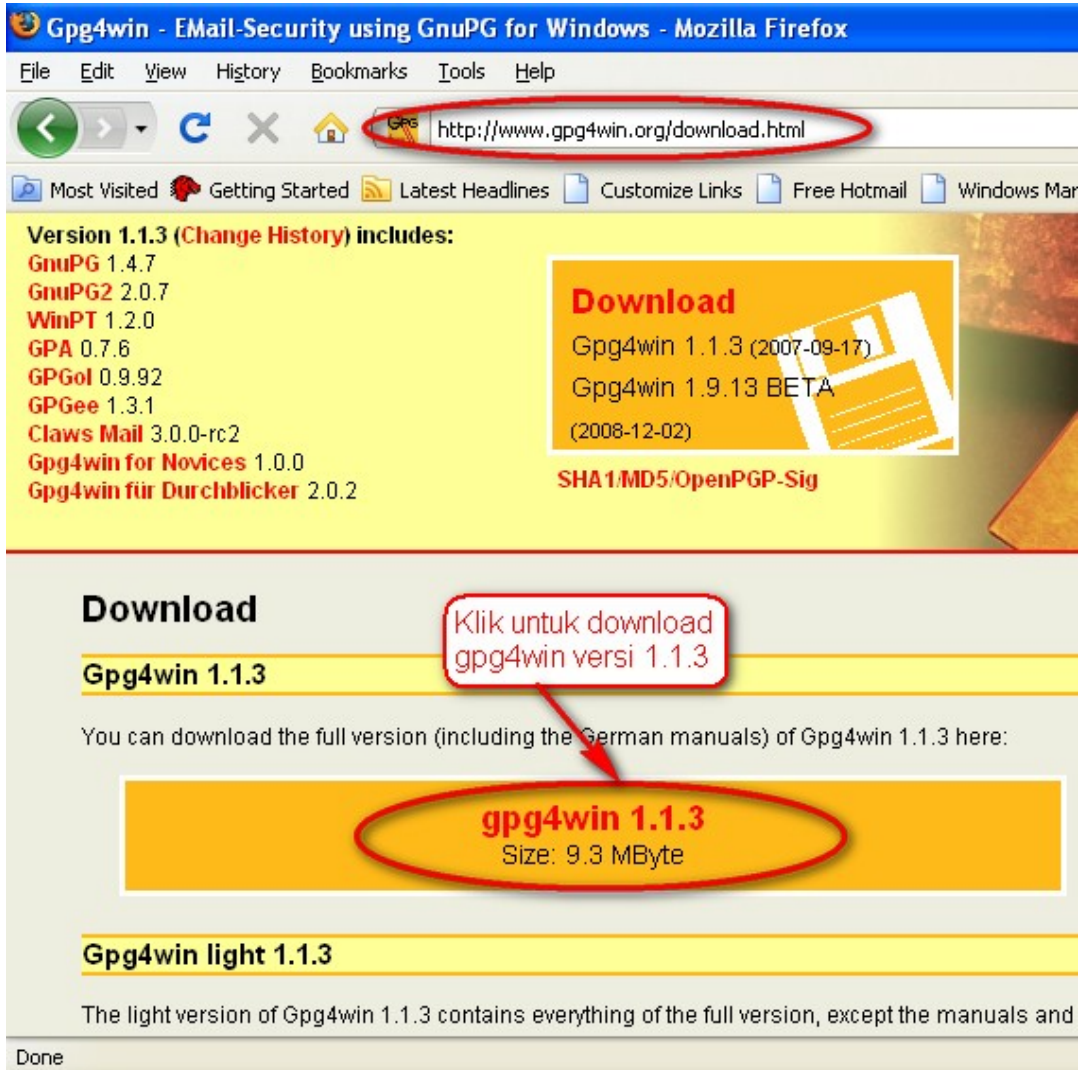 Gpg4win - EMail-Security using GnuPG for Windows - Mozilla Firefox
File Edit View History Bookmarks Tools Help
GPG http://www.gpg4win.org/download.html
Most Visited Getting Started Latest Headlines Customize Links Free Hotmail Windows Mar
Version 1.1.3 (Change History) includes:
GnuPG 1.4.7
GnuPG2 2.0.7
WinPT 1.2.0
GPA 0.7.6
GPGol 0.9.92
GPGee 1.3.1
Claws Mail 3.0.0-rc2
Gpg4win for Novices 1.0.0
Gpg4win für Durchblicker 2.0.2
Download
Gpg4win 1.1.3 (2007-09-17)
Gpg4win 1.9.13 BETA
(2008-12-02)
SHA1/MD5/OpenPGP-Sig
Download
Klik untuk download
gpg4win versi 1.1.3
Gpg4win 1.1.3
You can download the full version (including the German manuals) of Gpg4win 1.1.3 here:
gpg4win 1.1.3
Size: 9.3 MByte
Gpg4win light 1.1.3
The light version of Gpg4win 1.1.3 contains everything of the full version, except the manuals and
Done